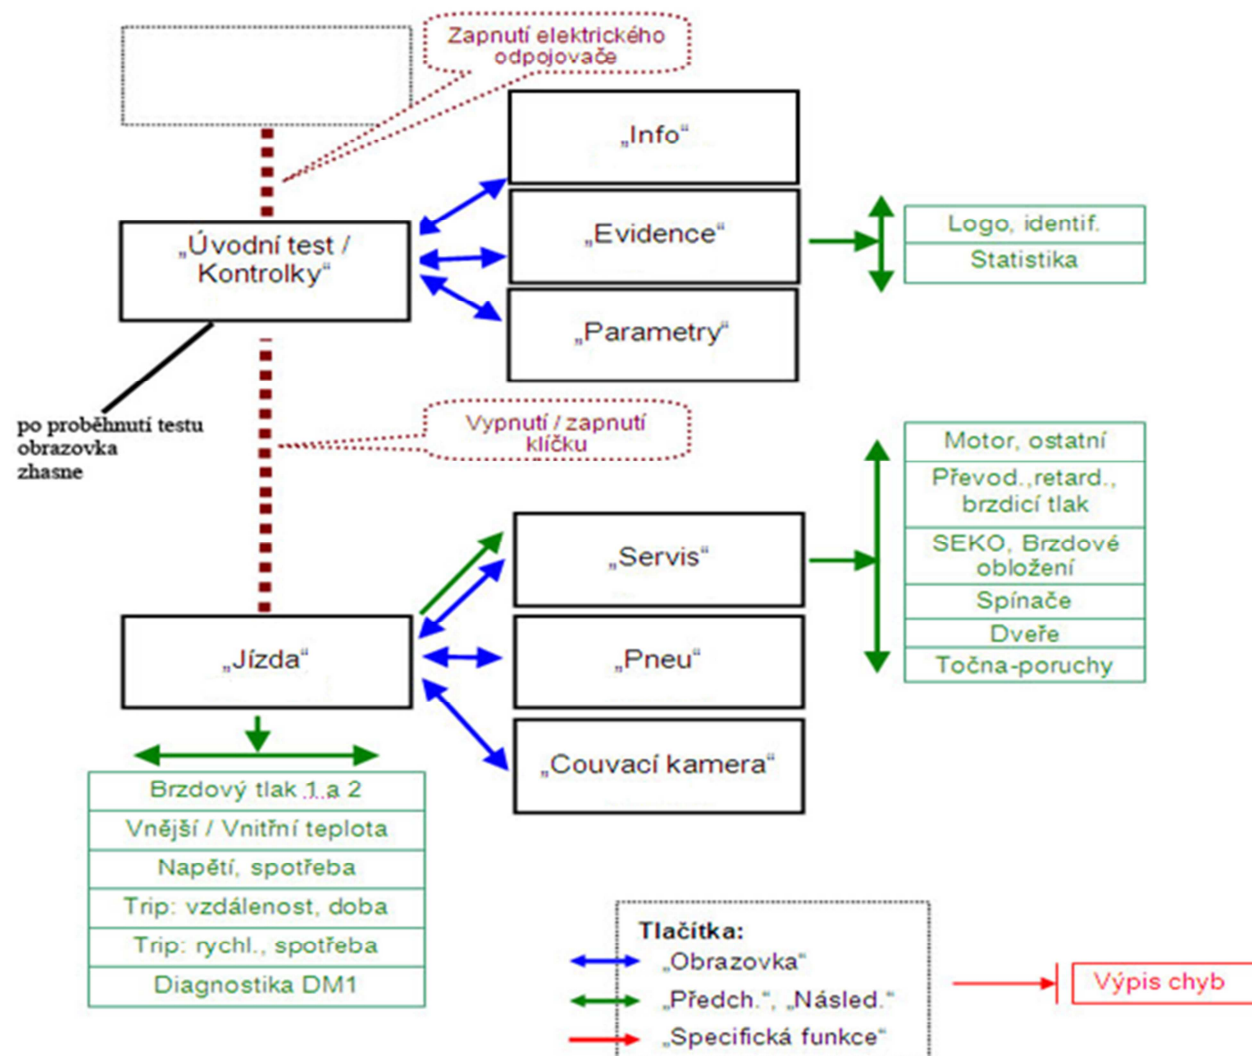 Zapnutí elektrického
odpojovače
„Info“
„Úvodní test /
Kontrolky“
„Evidence“
Logo, identif.
Statistika
„Parametry“
po proběhnutí testu
obrazovka
zhasne
Vypnutí / zapnutí
klíčku
Motor, ostatní
Převod.,retard.,
brzdicí tlak
SEKO, Brzdové
obložení
Spínače
Dveře
Točna-poruchy
„Servis“
„Jízda“
„Pneu“
„Couvací kamera“
Brzdový tlak 1 a 2
Vnější / Vnitřní teplota
Napětí, spotřeba
Trip: vzdálenost, doba
Trip: rychl., spotřeba
Diagnostika DM1
Tlačítka:
„Obrazovka“
„Předch.“, „Násled.“
„Specifická funkce“
Výpis chyb